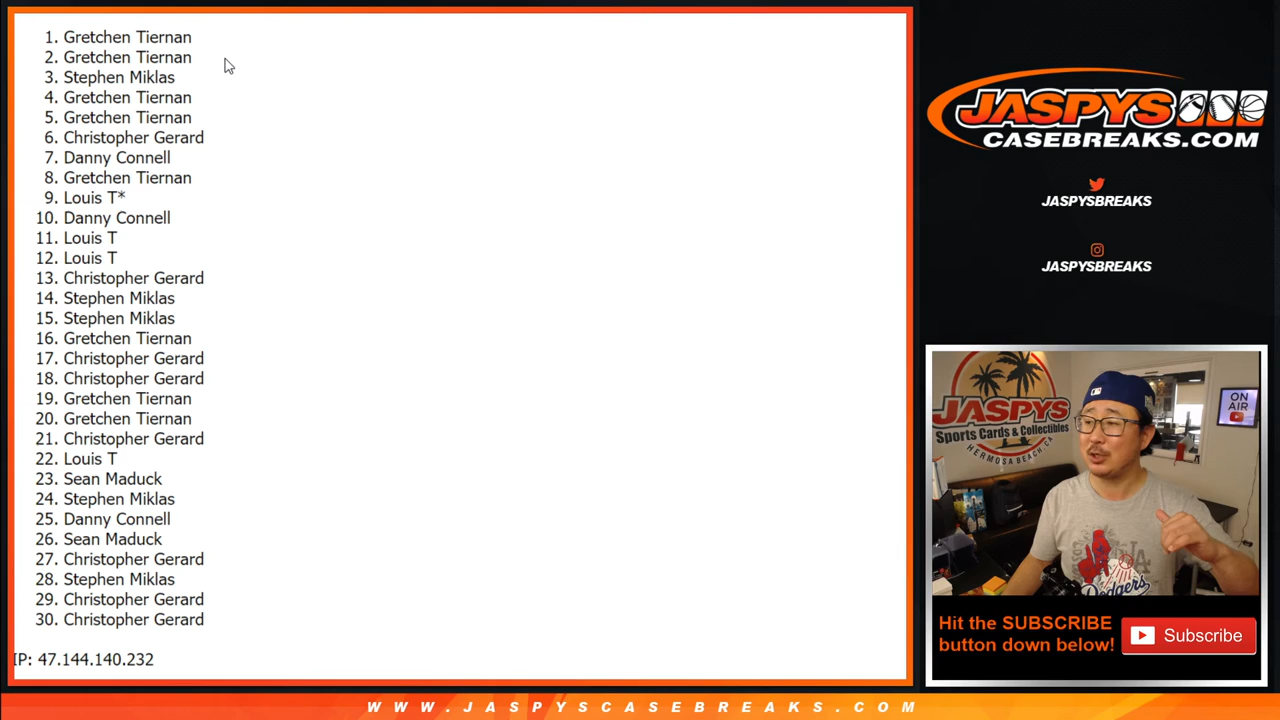 1. Gretchen Tiernan
2. Gretchen Tiernan
3. Stephen Miklas
4. Gretchen Tiernan
5. Gretchen Tiernan
6. Christopher Gerard
7. Danny Connell
8. Gretchen Tiernan
9. Louis T*
10. Danny Connell
11. Louis T
12. Louis T
13. Christopher Gerard
14. Stephen Miklas
15. Stephen Miklas
16. Gretchen Tiernan
17. Christopher Gerard
18. Christopher Gerard
19. Gretchen Tiernan
20. Gretchen Tiernan
21. Christopher Gerard
22. Louis T
23. Sean Maduck
24. Stephen Miklas
25. Danny Connell
26. Sean Maduck
27. Christopher Gerard
28. Stephen Miklas
29. Christopher Gerard
30. Christopher Gerard
IP: 47.144.140.232
JASPYS
CASEBREAKS.COM
JASPYSBREAKS
JASPYSBREAKS
JASPYS
Sports Cards & Collectibles
HERMOSA BEACH, CA
ON
AIR
LA
Dodgers
Hit the SUBSCRIBE
button down below!
Subscribe
WWW.JASPYSCASEBREAKS.COM